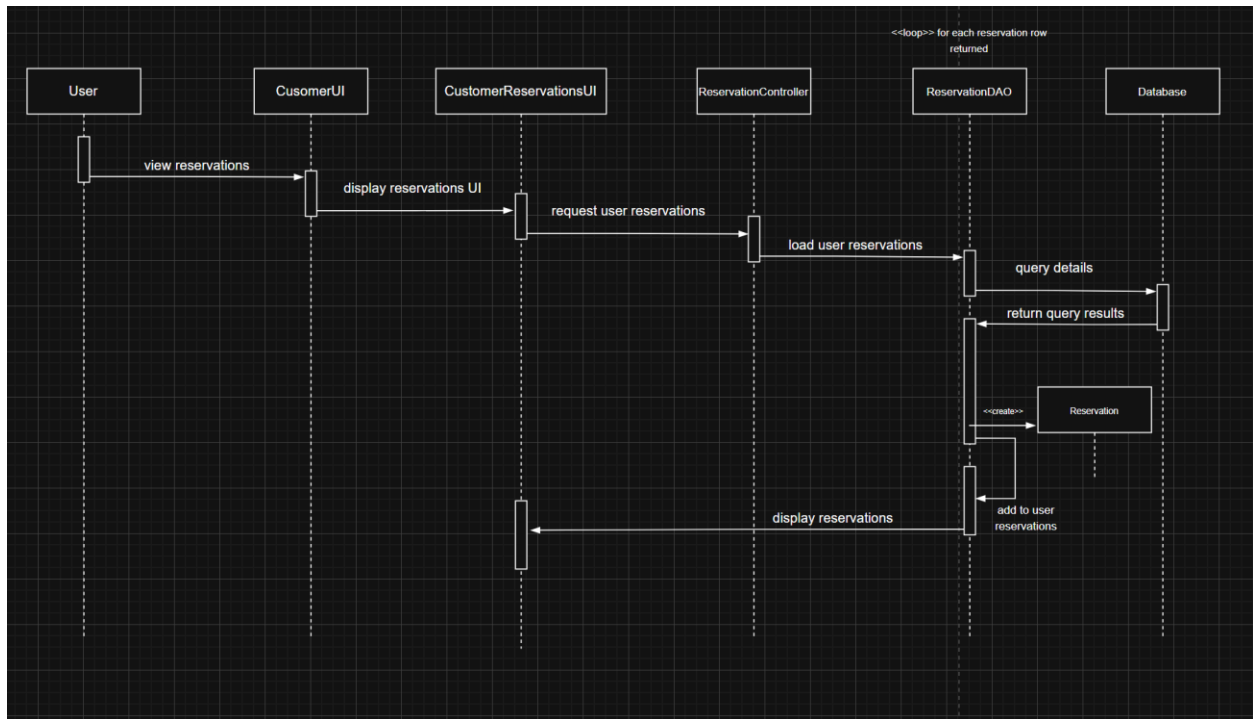 <<loop>> for each reservation row
returned
User
CusomerUI
CustomerReservationsUI
ReservationController
ReservationDAO
Database
view reservations
display reservations UI
request user reservations
load user reservations
query details
return query results
<<create>>
Reservation
add to user
reservations
display reservations